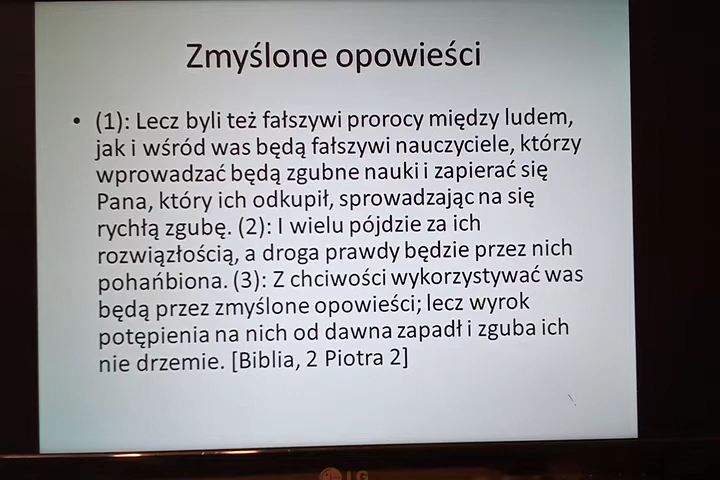 Zmyślone opowieści
• (1): Lecz byli też fałszywi prorocy między ludem,
jak i wśród was będą fałszywi nauczyciele, którzy
wprowadzać będą zgubne nauki i zapierać się
Pana, który ich odkupił, sprowadzając na się
rychłą zgubę. (2): I wielu pójdzie za ich
rozwiązłością, a droga prawdy będzie przez nich
pohańbiona. (3): Z chciwości wykorzystywać was
będą przez zmyślone opowieści; lecz wyrok
potępienia na nich od dawna zapadł i zguba ich
nie drzemie. [Biblia, 2 Piotra 2]
LG